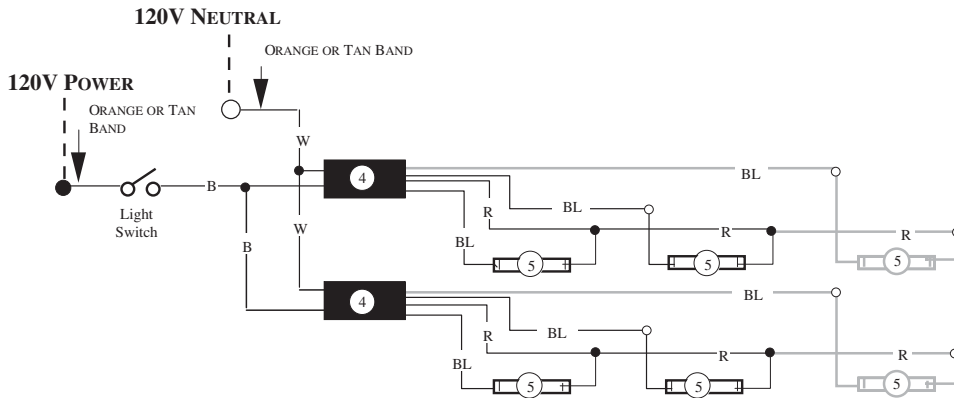 120V NEUTRAL
ORANGE OR TAN BAND
120V POWER
ORANGE OR TAN
BAND
W
4
BL
B
Light
Switch
R
BL
R
R
W
B
BL
5
5
5
4
BL
R
BL
R
R
BL
5
5
5